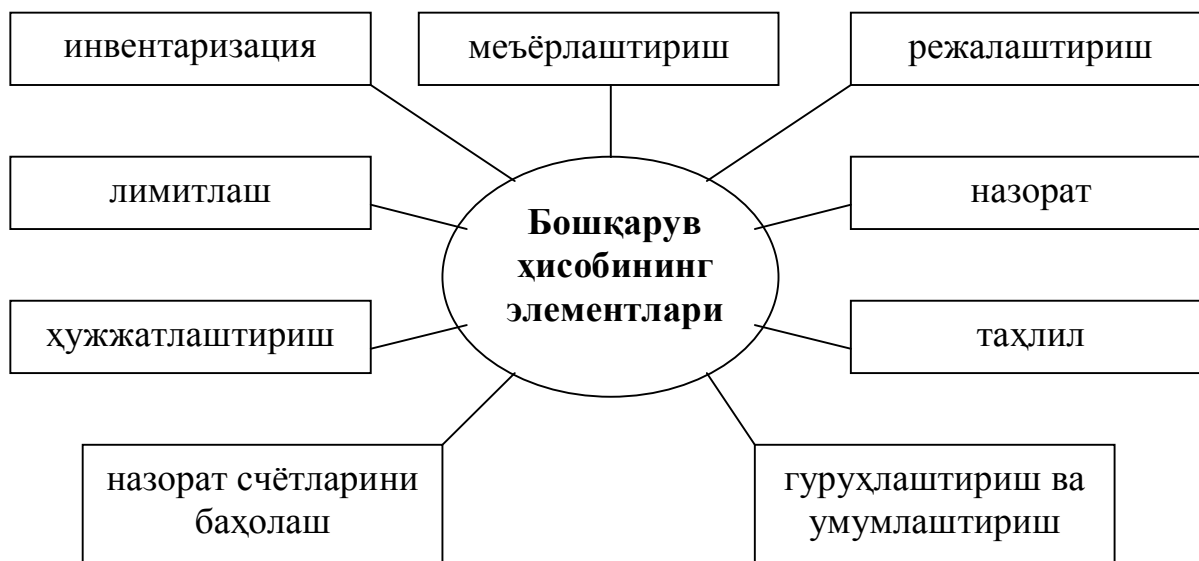 инвентаризация
меъёрлаштириш
режалаштириш
лимитлаш
назорат
Бошқарув
ҳисобининг
элементлари
ҳужжатлаштириш
таҳлил
назорат счётларини
баҳолаш
гуруҳлаштириш ва
умумлаштириш